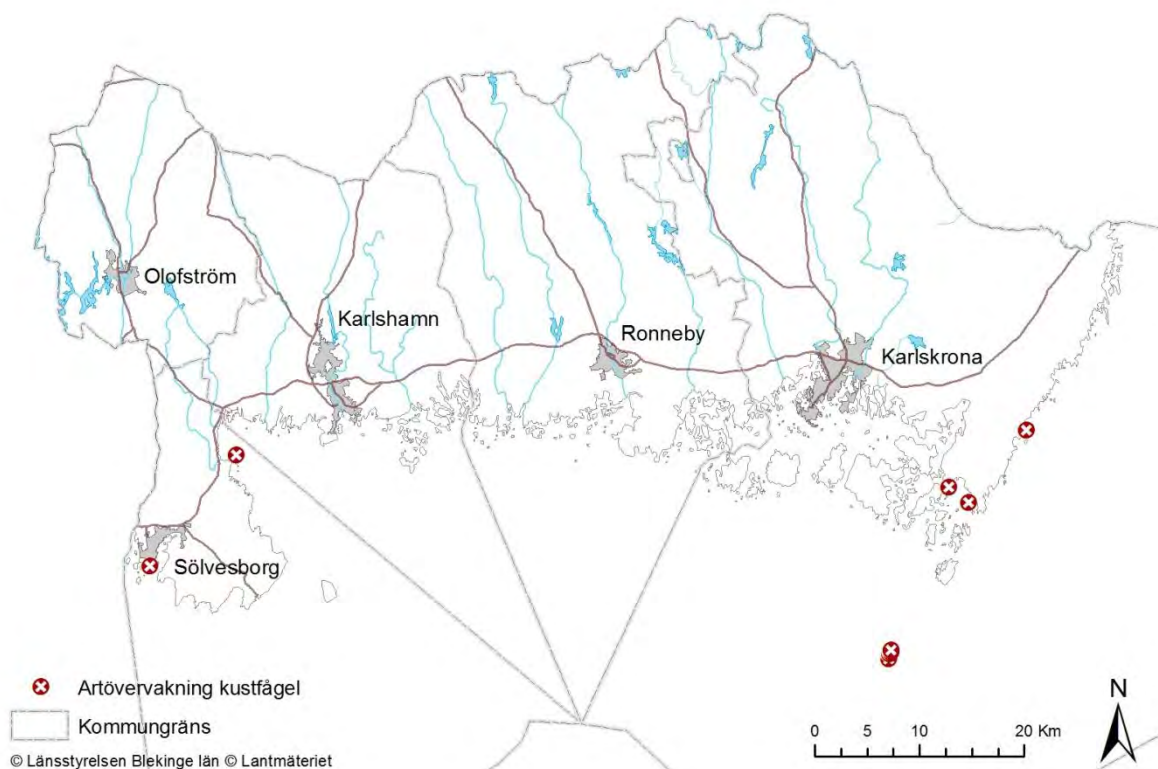 Olofström
Karlshamn
Ronneby
Karlskrona
Sölvesborg
Artövervakning kustfågel
Kommungräns
© Länsstyrelsen Blekinge län © Lantmäteriet
0 5 10 20 Km
N